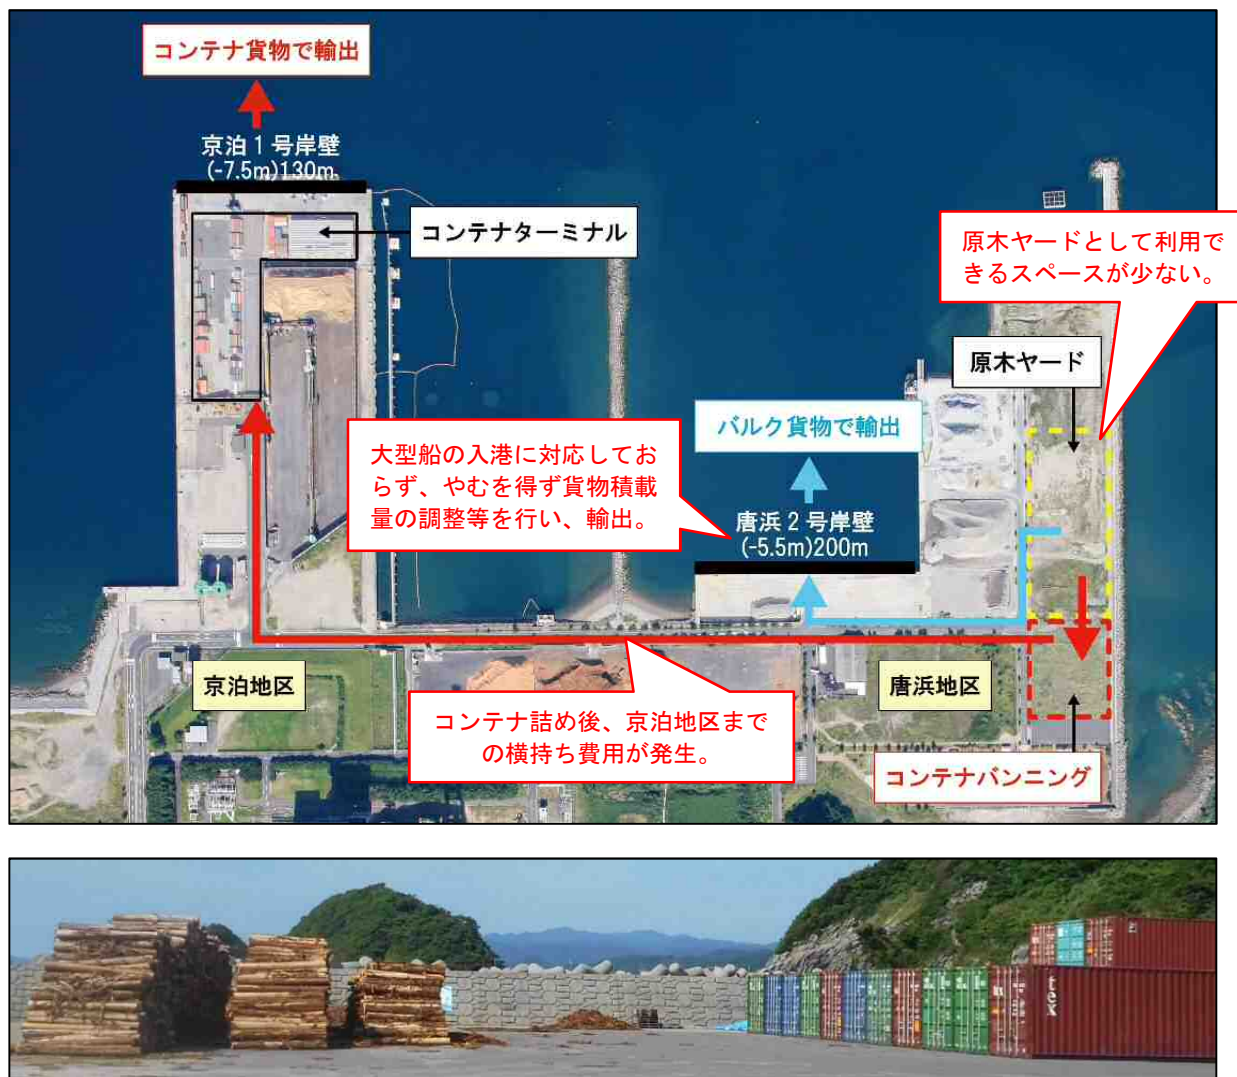 コンテナ貨物で輸出
京泊1号岸壁
(-7.5m)130m
コンテナターミナル
原木ヤードとして利用で
きるスペースが少ない。
原木ヤード
バルク貨物で輸出
大型船の入港に対応してお
らず、やむを得ず貨物積載
量の調整等を行い、輸出。
唐浜2号岸壁
(-5.5m)200m
京泊地区
唐浜地区
コンテナ詰め後、京泊地区まで
の横持ち費用が発生。
コンテナバンニング
tex